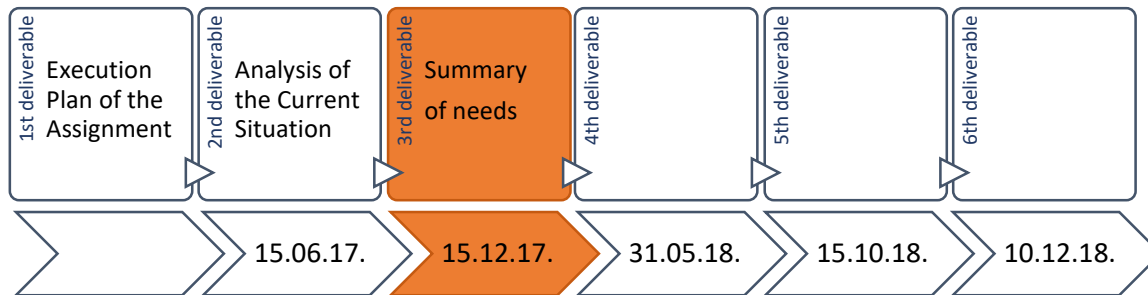 1st deliverable
Execution
Plan of the
Assignment
2nd deliverable
Analysis of
the Current
Situation
3rd deliverable
Summary
of needs
4th deliverable
5th deliverable
6th deliverable
15.06.17.
15.12.17.
31.05.18.
15.10.18.
10.12.18.